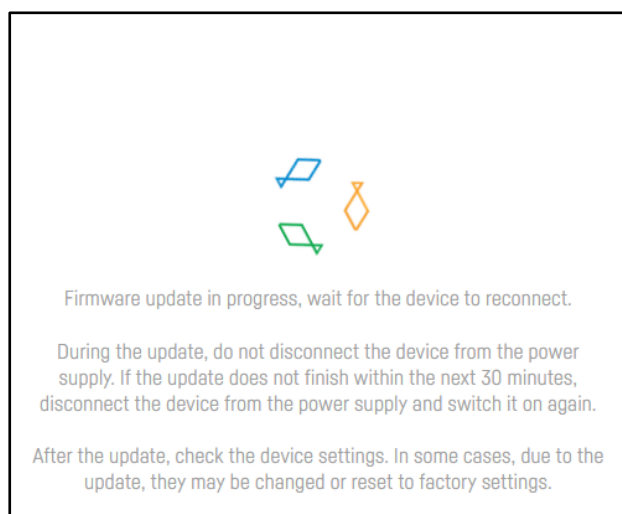 Firmware update in progress, wait for the device to reconnect.
During the update, do not disconnect the device from the power
supply. If the update does not finish within the next 30 minutes,
disconnect the device from the power supply and switch it on again.
After the update, check the device settings. In some cases, due to the
update, they may be changed or reset to factory settings.